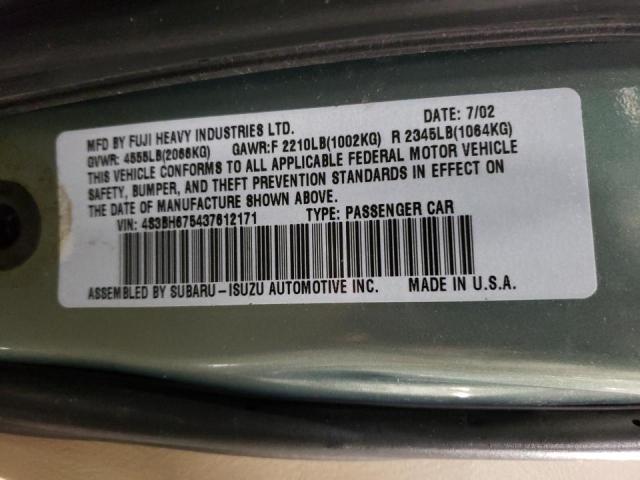 DATE: 7/02
MFD BY FUJI HEAVY INDUSTRIES LTD.
GVWR: 4555LB(2066KG) GAWR:F 2210LB(1002KG) R 2345LB(1064KG)
THIS VEHICLE CONFORMS TO ALL APPLICABLE FEDERAL MOTOR VEHICLE
SAFETY, BUMPER, AND THEFT PREVENTION STANDARDS IN EFFECT ON
THE DATE OF MANUFACTURE SHOWN ABOVE.
VIN: 4S3BH675437612171 TYPE: PASSENGER CAR
ASSEMBLED BY SUBARU-ISUZU AUTOMOTIVE INC. MADE IN U.S.A.